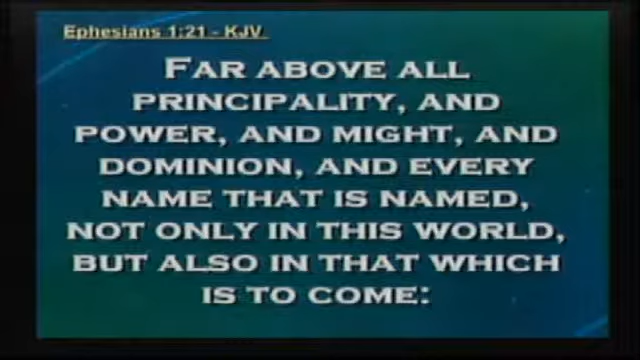 Ephesians 1:21 - KJV
FAR ABOVE ALL
PRINCIPALITY, AND
POWER, AND MIGHT, AND
DOMINION, AND EVERY
NAME THAT IS NAMED,
NOT ONLY IN THIS WORLD,
BUT ALSO IN THAT WHICH
IS TO COME: